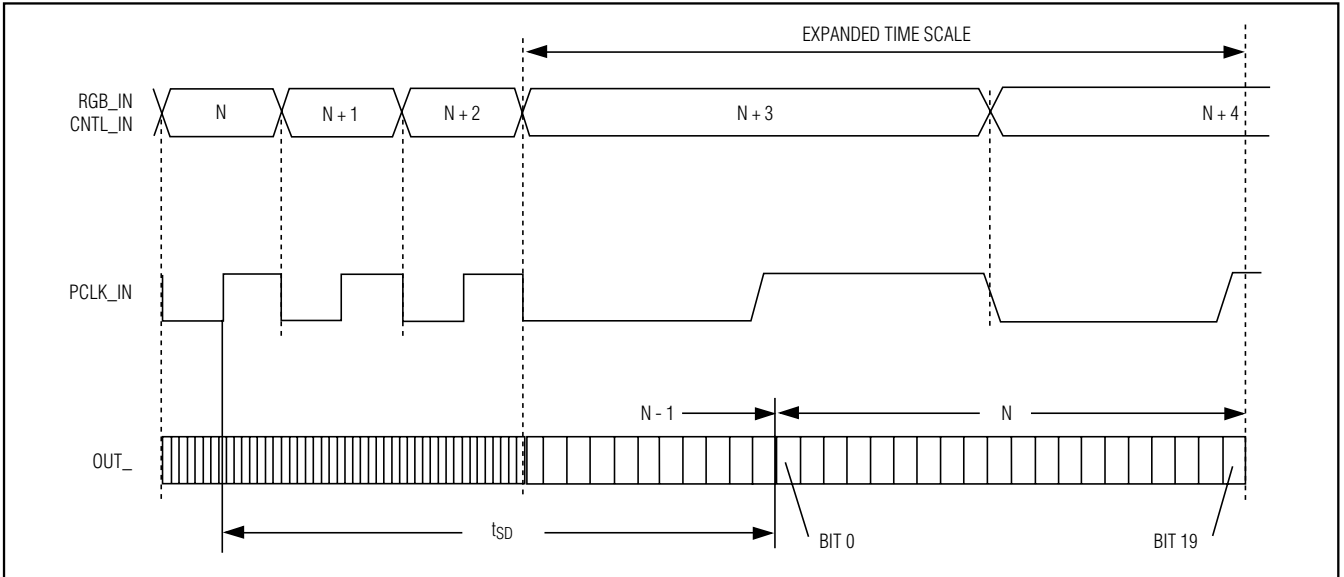 EXPANDED TIME SCALE
RGB_IN
CNTL_IN
N
N + 1
N + 2
N + 3
N + 4
PCLK_IN
N - 1
N
OUT_
tSD
BIT 0
BIT 19